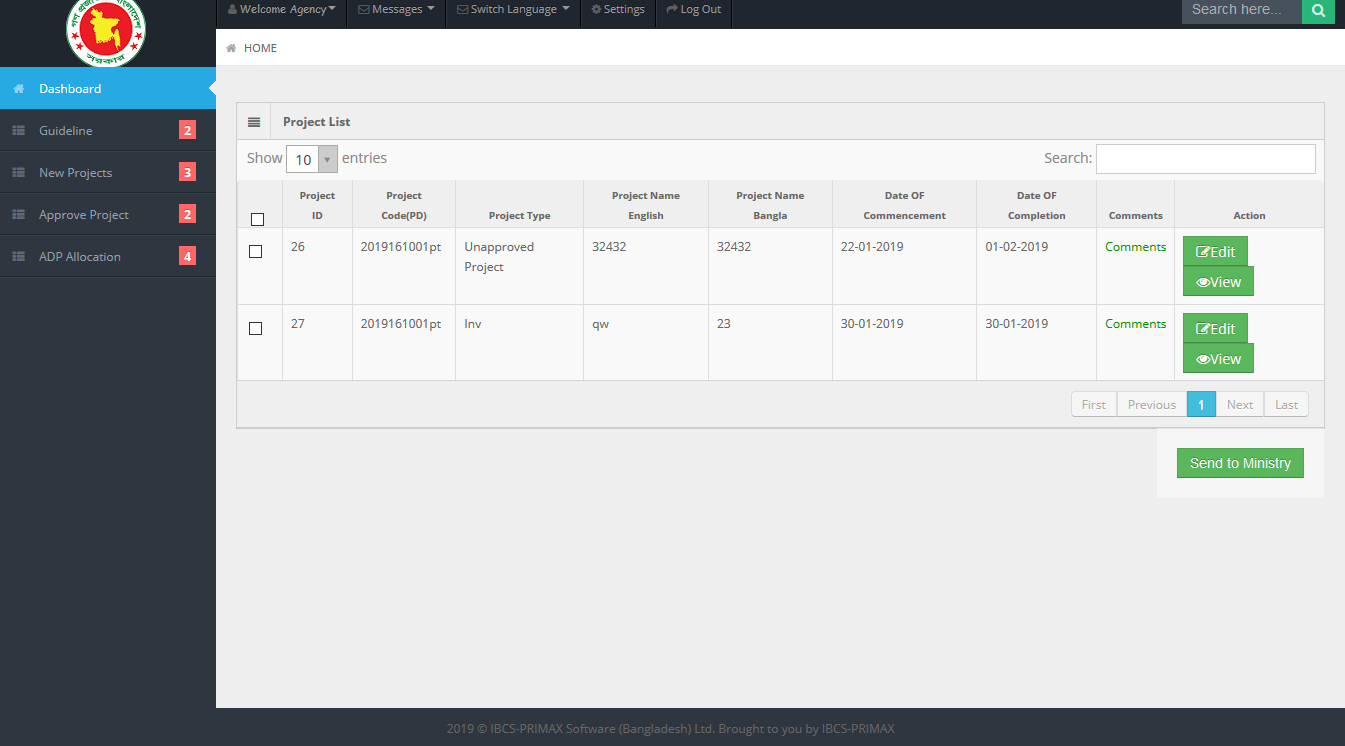 গণপ্রজাতন্ত্রী বাংলাদেশ
সরকার
Welcome Agency
Messages
Switch Language
Settings
Log Out
Search here...
HOME
Dashboard
Guideline 2
New Projects 3
Approve Project 2
ADP Allocation 4
Project List
Show 10 entries
Search:
Project ID
Project Code(PD)
Project Type
Project Name English
Project Name Bangla
Date OF Commencement
Date OF Completion
Comments
Action
26 2019161001pt Unapproved Project 32432 32432 22-01-2019 01-02-2019 Comments Edit
View
27 2019161001pt Inv qw 23 30-01-2019 30-01-2019 Comments Edit
View
First Previous 1 Next Last
Send to Ministry
2019 © IBCS-PRIMAX Software (Bangladesh) Ltd. Brought to you by IBCS-PRIMAX